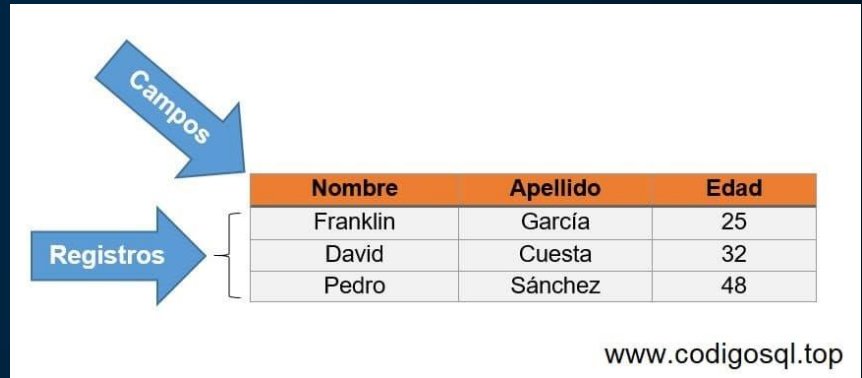 Campos
Nombre Apellido Edad
Franklin García 25
Registros
David Cuesta 32
Pedro Sánchez 48
www.codigosql.top